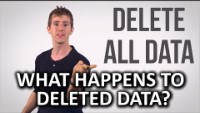 DELETE
ALL DATA
WHAT HAPPENS TO
DELETED DATA?